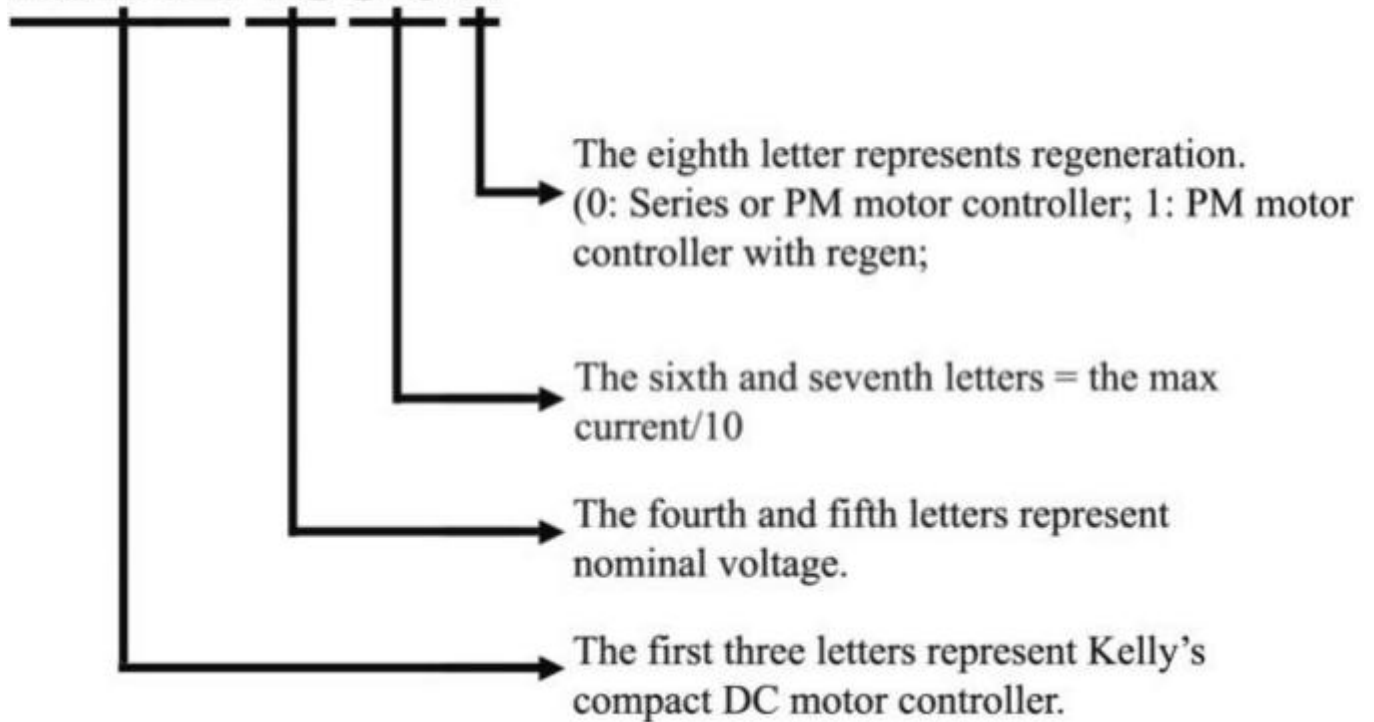 The eighth letter represents regeneration.
(0: Series or PM motor controller; 1: PM motor
controller with regen;
The sixth and seventh letters = the max
current/10
The fourth and fifth letters represent
nominal voltage.
The first three letters represent Kelly's
compact DC motor controller.